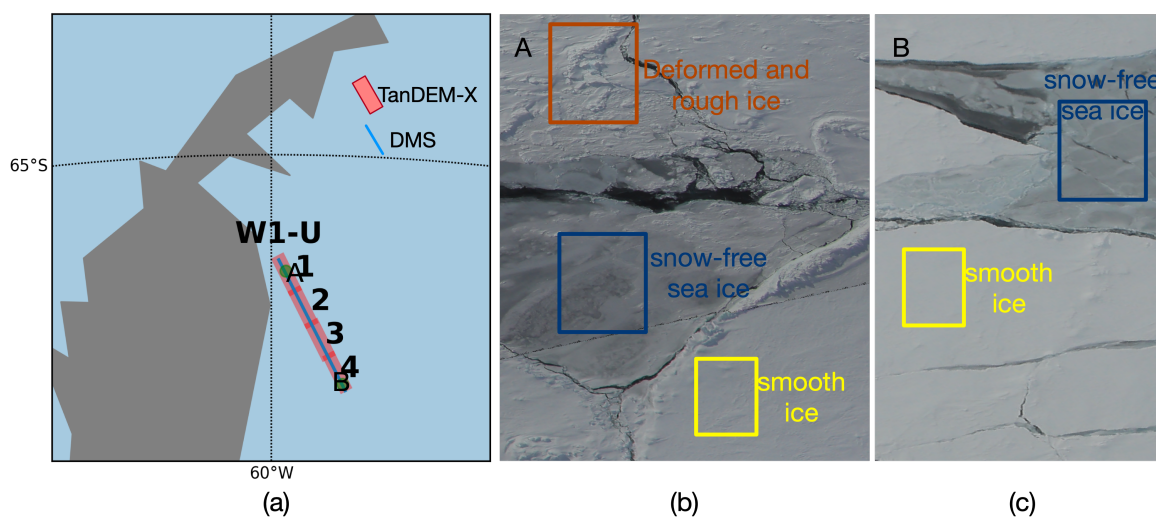 TanDEM-X
DMS
65°S
W1-U
1
A
2
3
4
B
60°W
(a)
A
Deformed and
rough ice
snow-free
sea ice
smooth
ice
(b)
B
snow-free
sea ice
smooth
ice
(c)